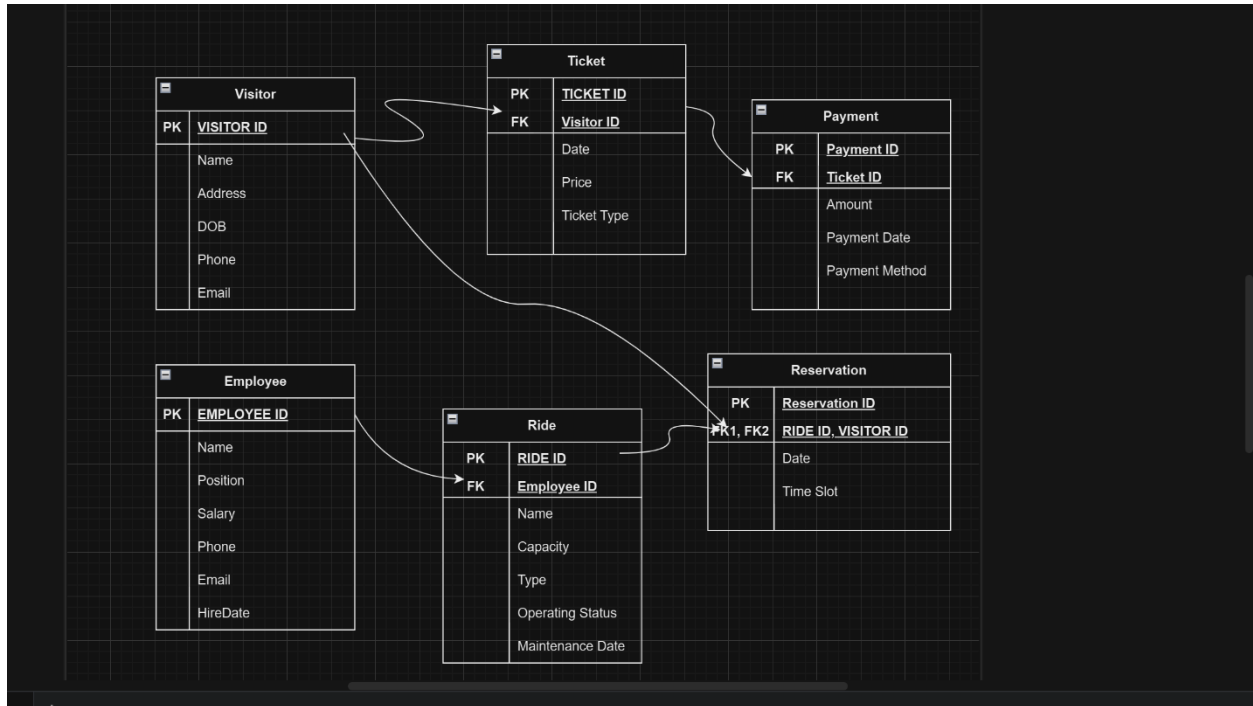 Visitor
PK VISITOR ID
Name
Address
DOB
Phone
Email
Ticket
PK TICKET ID
FK Visitor ID
Date
Price
Ticket Type
Payment
PK Payment ID
FK Ticket ID
Amount
Payment Date
Payment Method
Employee
PK EMPLOYEE ID
Name
Position
Salary
Phone
Email
HireDate
Ride
PK RIDE ID
FK Employee ID
Name
Capacity
Type
Operating Status
Maintenance Date
Reservation
PK Reservation ID
FK1, FK2 RIDE ID, VISITOR ID
Date
Time Slot